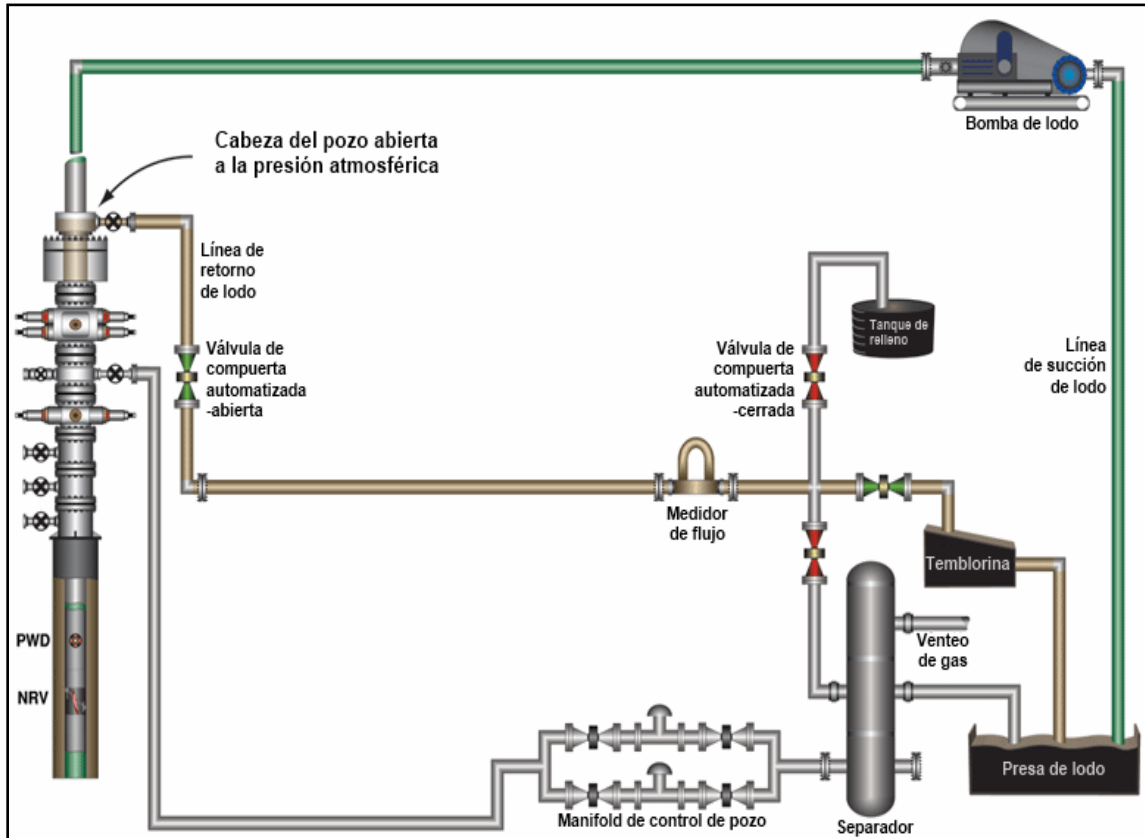 Bomba de lodo
Cabeza del pozo abierta
a la presión atmosférica
Línea de
retorno
de lodo
Válvula de
compuerta
automatizada
-abierta
Válvula de
compuerta
automatizada
-cerrada
Tanque de
relleno
Línea
de succión
de lodo
Medidor
de flujo
Temblorina
PWD
NRV
Venteo
de gas
Presa de lodo
Manifold de control de pozo
Separador